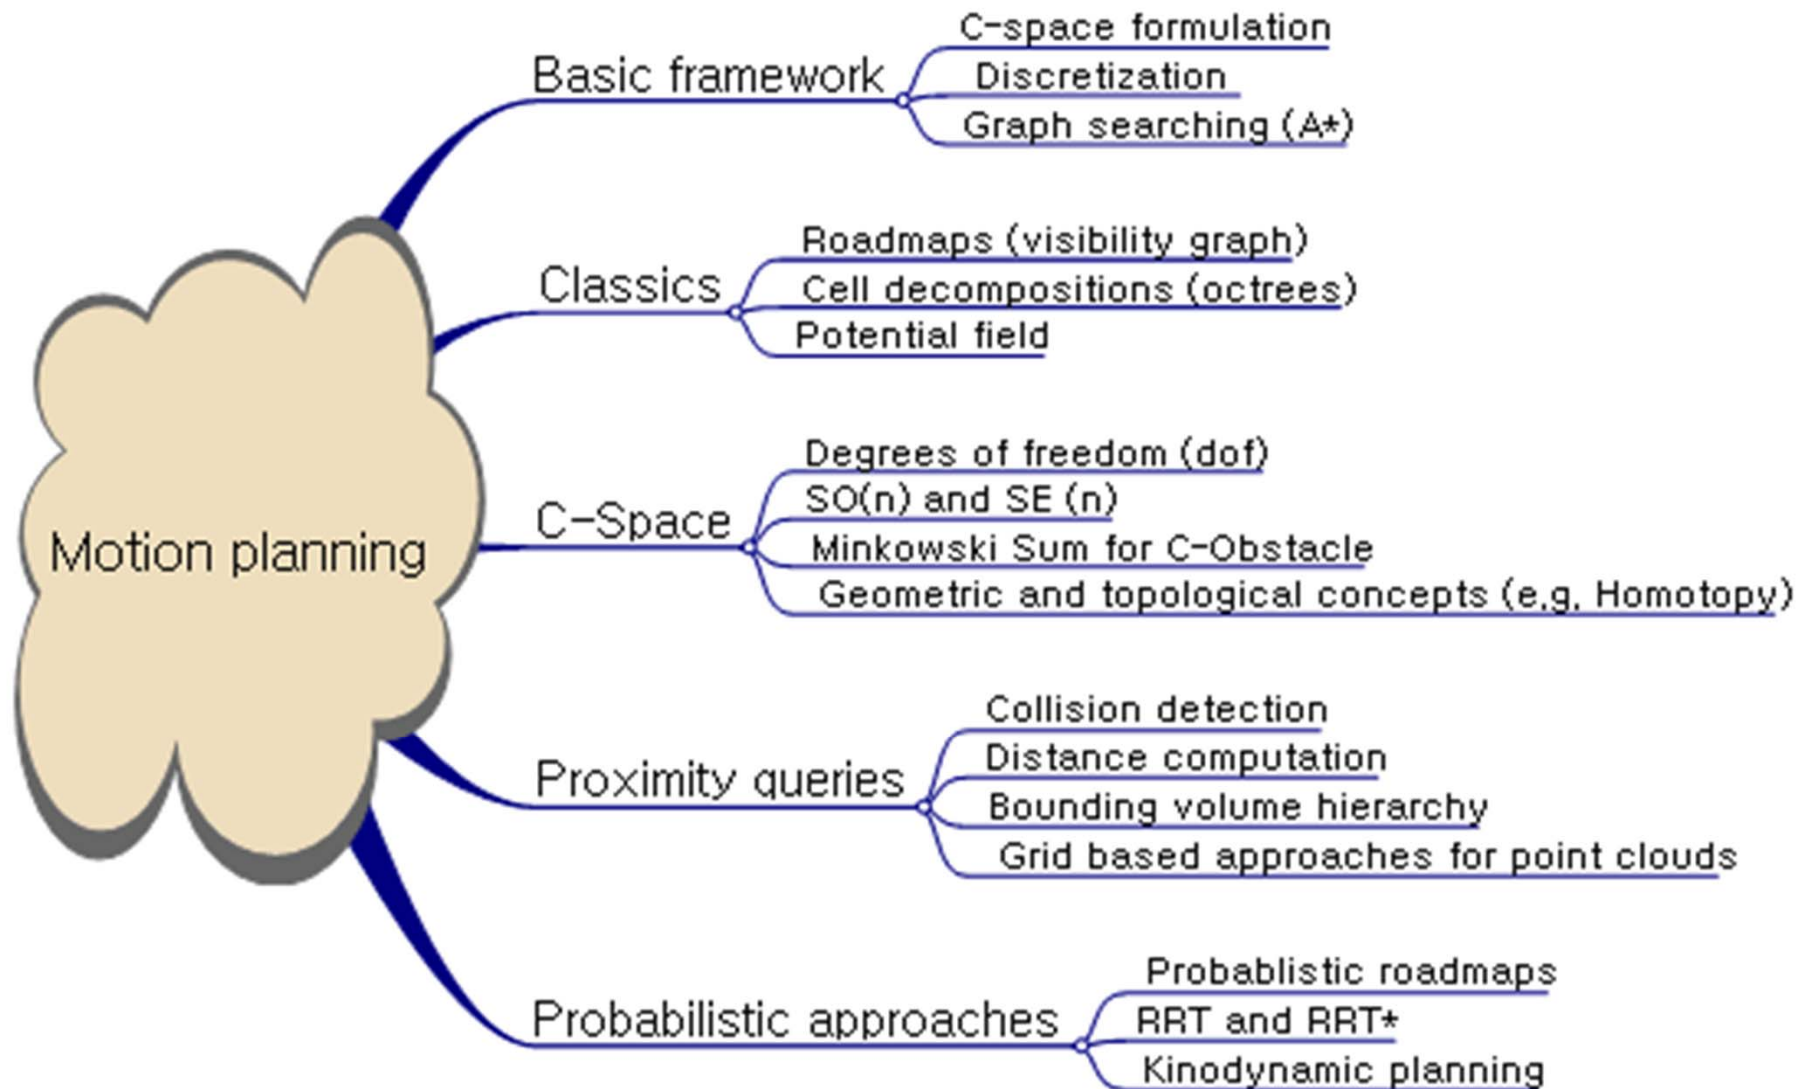 Motion planning
Basic framework
C-space formulation
Discretization
Graph searching (A*)
Classics
Roadmaps (visibility graph)
Cell decompositions (octrees)
Potential field
C-Space
Degrees of freedom (dof)
SO(n) and SE (n)
Minkowski Sum for C-Obstacle
Geometric and topological concepts (e.g. Homotopy)
Proximity queries
Collision detection
Distance computation
Bounding volume hierarchy
Grid based approaches for point clouds
Probabilistic approaches
Probablistic roadmaps
RRT and RRT*
Kinodynamic planning